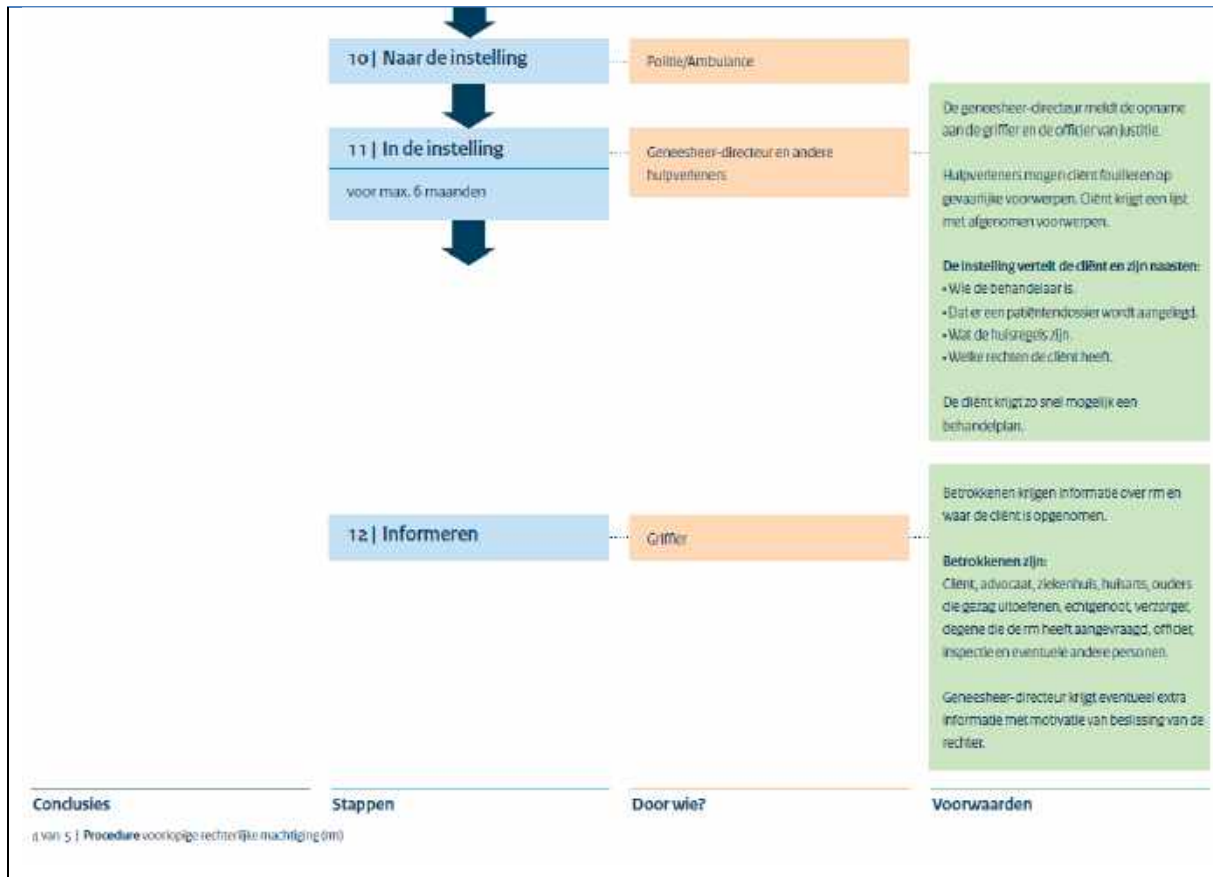 10 | Naar de instelling
Politie/Ambulance
11 | In de instelling
voor max. 6 maanden
Geneesheer-directeur en andere
hulpverleners
De geneesheer-directeur meldt de opname
aan de griffier en de officier van justitie.
Hulpverleners mogen cliënt fouilleren op
gevaarlijke voorwerpen. Cliënt krijgt een lijst
met afgenomen voorwerpen.
De instelling vertelt de cliënt en zijn naasten:
• Wie de behandelaar is.
• Dat er een patiëntendossier wordt aangelegd.
• Wat de huisregels zijn.
• Welke rechten de cliënt heeft.
De cliënt krijgt zo snel mogelijk een
behandelplan.
12 | Informeren
Griffier
Betrokkenen krijgen informatie over rm en
waar de cliënt is opgenomen.
Betrokkenen zijn:
Cliënt, advocaat, ziekenhuis, huisarts, ouders
die gezag uitoefenen, echtgenoot, verzorger,
degene die de rm heeft aangevraagd, officier,
inspectie en eventuele andere personen.
Geneesheer-directeur krijgt eventueel extra
informatie met motivatie van beslissing van de
rechter.
Conclusies
Stappen
Door wie?
Voorwaarden
4 van 5 | Procedure voorlopige rechterlijke machtiging (rm)